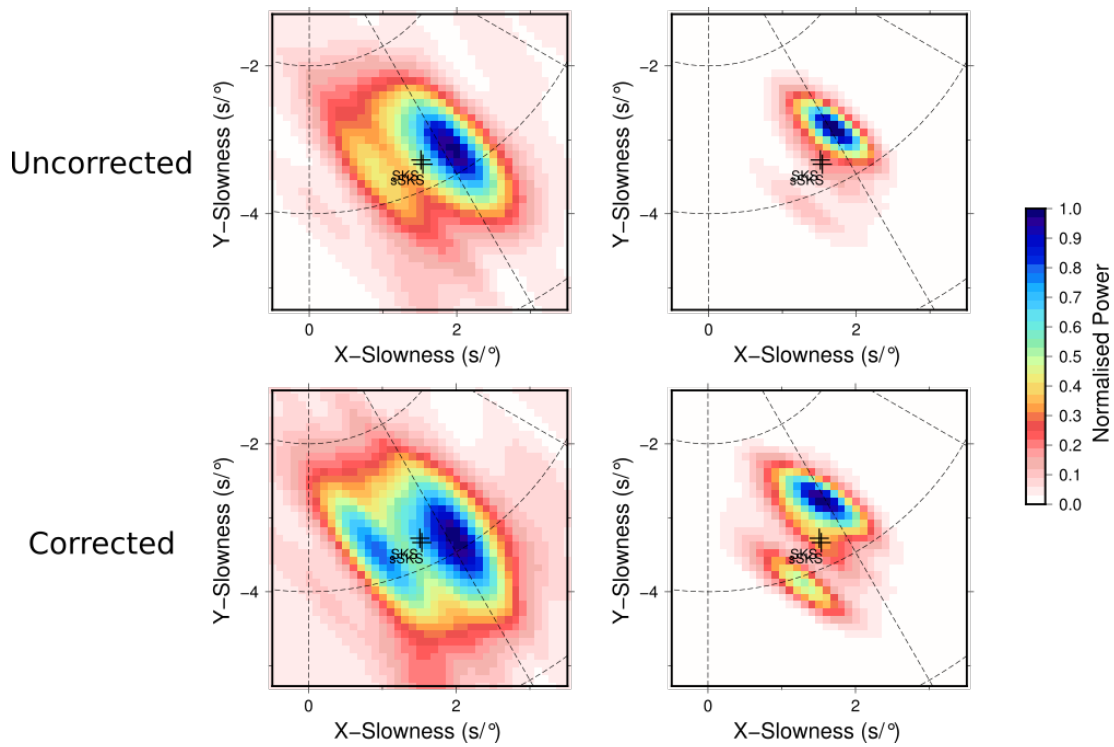 Uncorrected
Y−Slowness (s/°)
−2
−4
SKS
sSKS
0
2
X−Slowness (s/°)
Y−Slowness (s/°)
−2
−4
SKS
sSKS
0
2
X−Slowness (s/°)
Corrected
Y−Slowness (s/°)
−2
−4
SKS
sSKS
0
2
X−Slowness (s/°)
Y−Slowness (s/°)
−2
−4
SKS
sSKS
0
2
X−Slowness (s/°)
1.0
0.9
0.8
0.7
0.6
0.5
0.4
0.3
0.2
0.1
0.0
Normalised Power